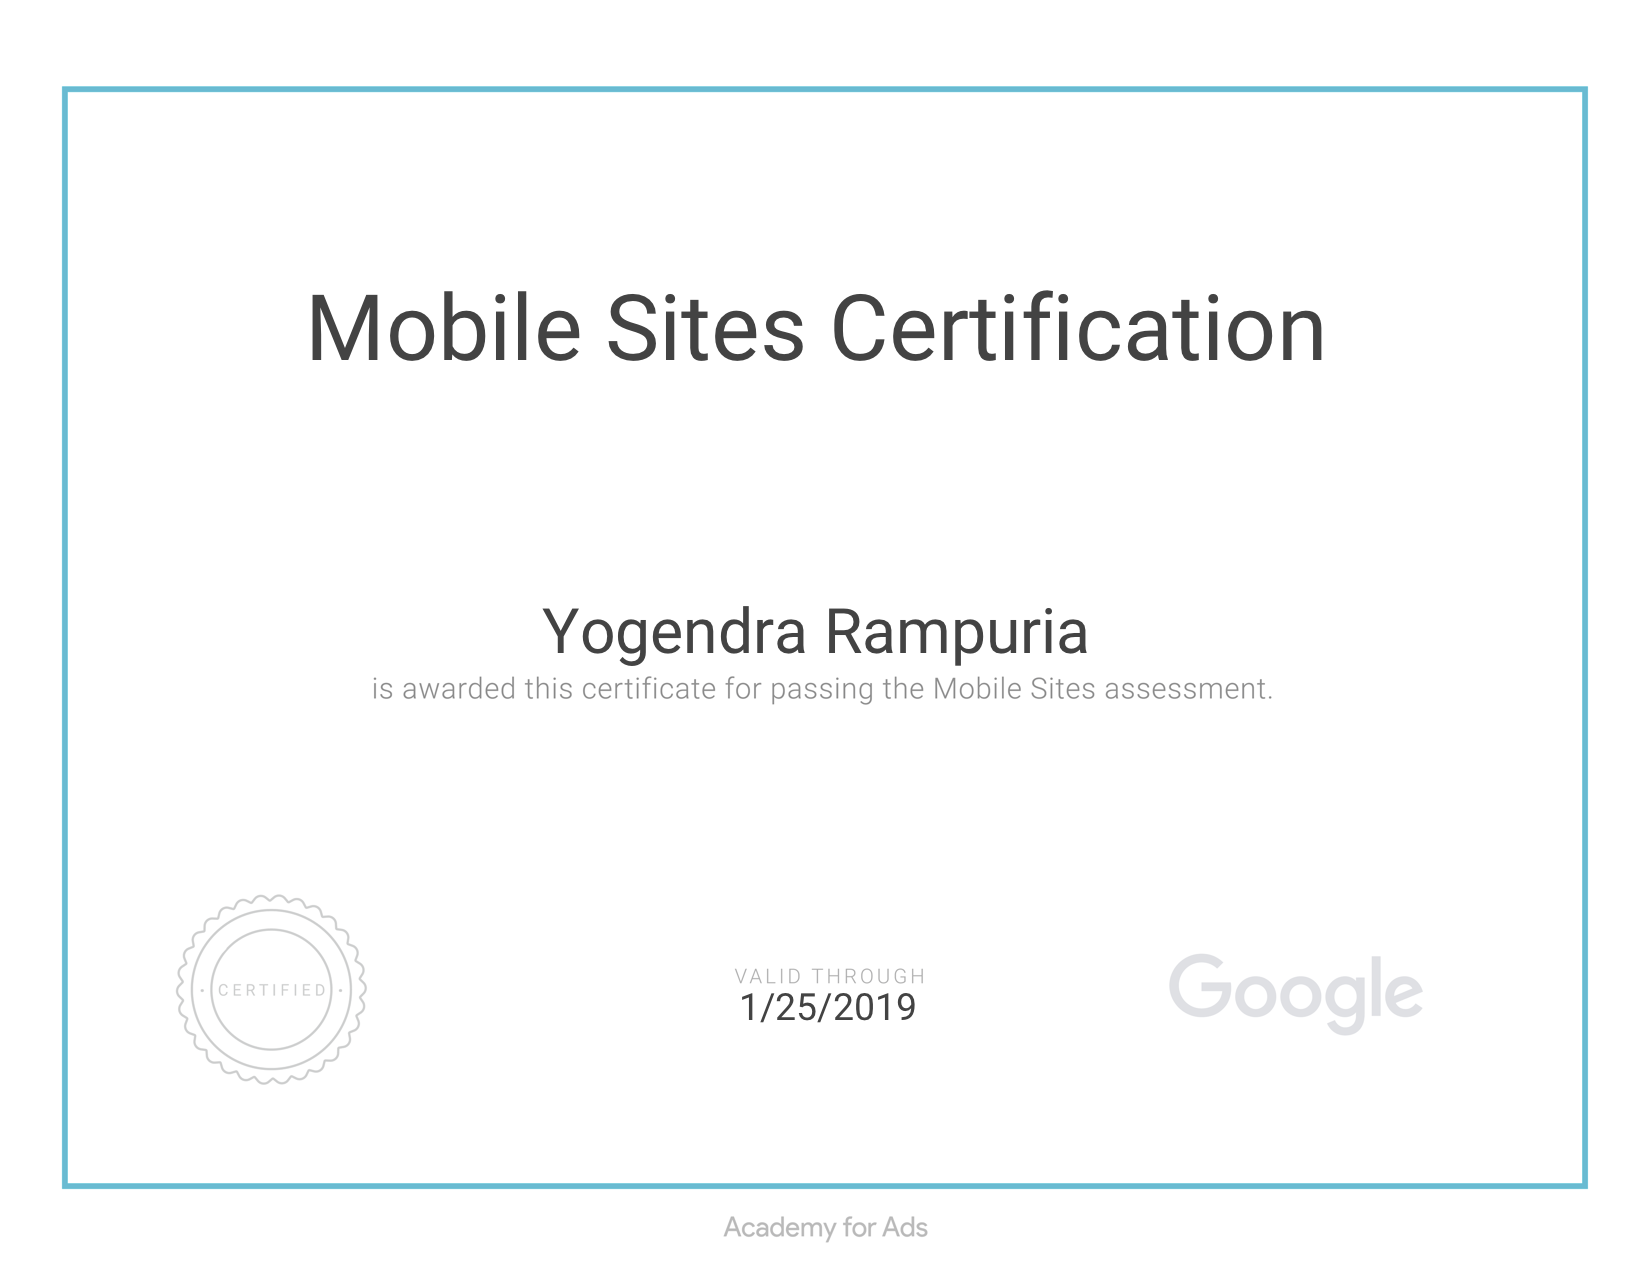 Mobile Sites Certification
Yogendra Rampuria
is awarded this certificate for passing the Mobile Sites assessment.
· CERTIFIED ·
VALID THROUGH
1/25/2019
Google
Academy for Ads